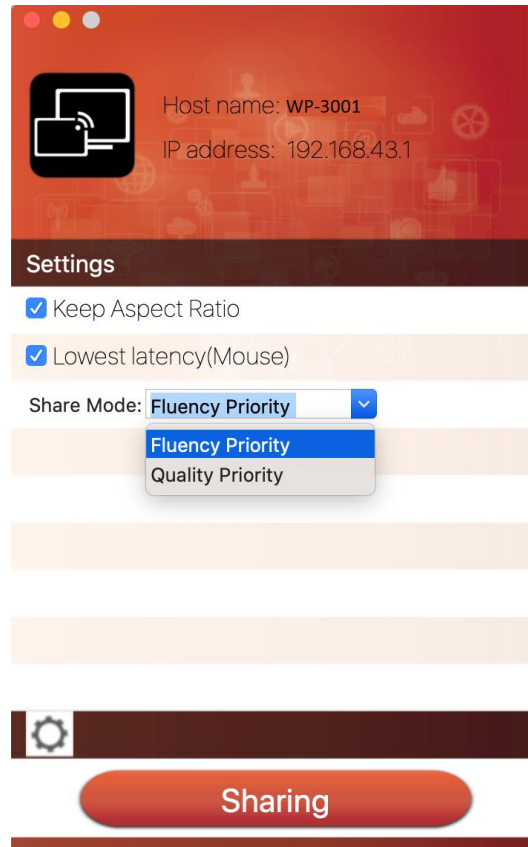 Host name: WP-3001
IP address: 192.168.43.1
Settings
Keep Aspect Ratio
Lowest latency(Mouse)
Share Mode: Fluency Priority
Fluency Priority
Quality Priority
Sharing